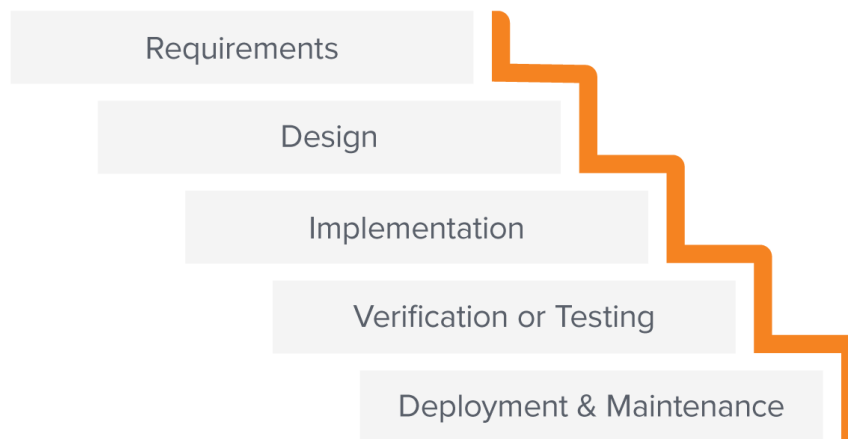 Requirements
Design
Implementation
Verification or Testing
Deployment & Maintenance